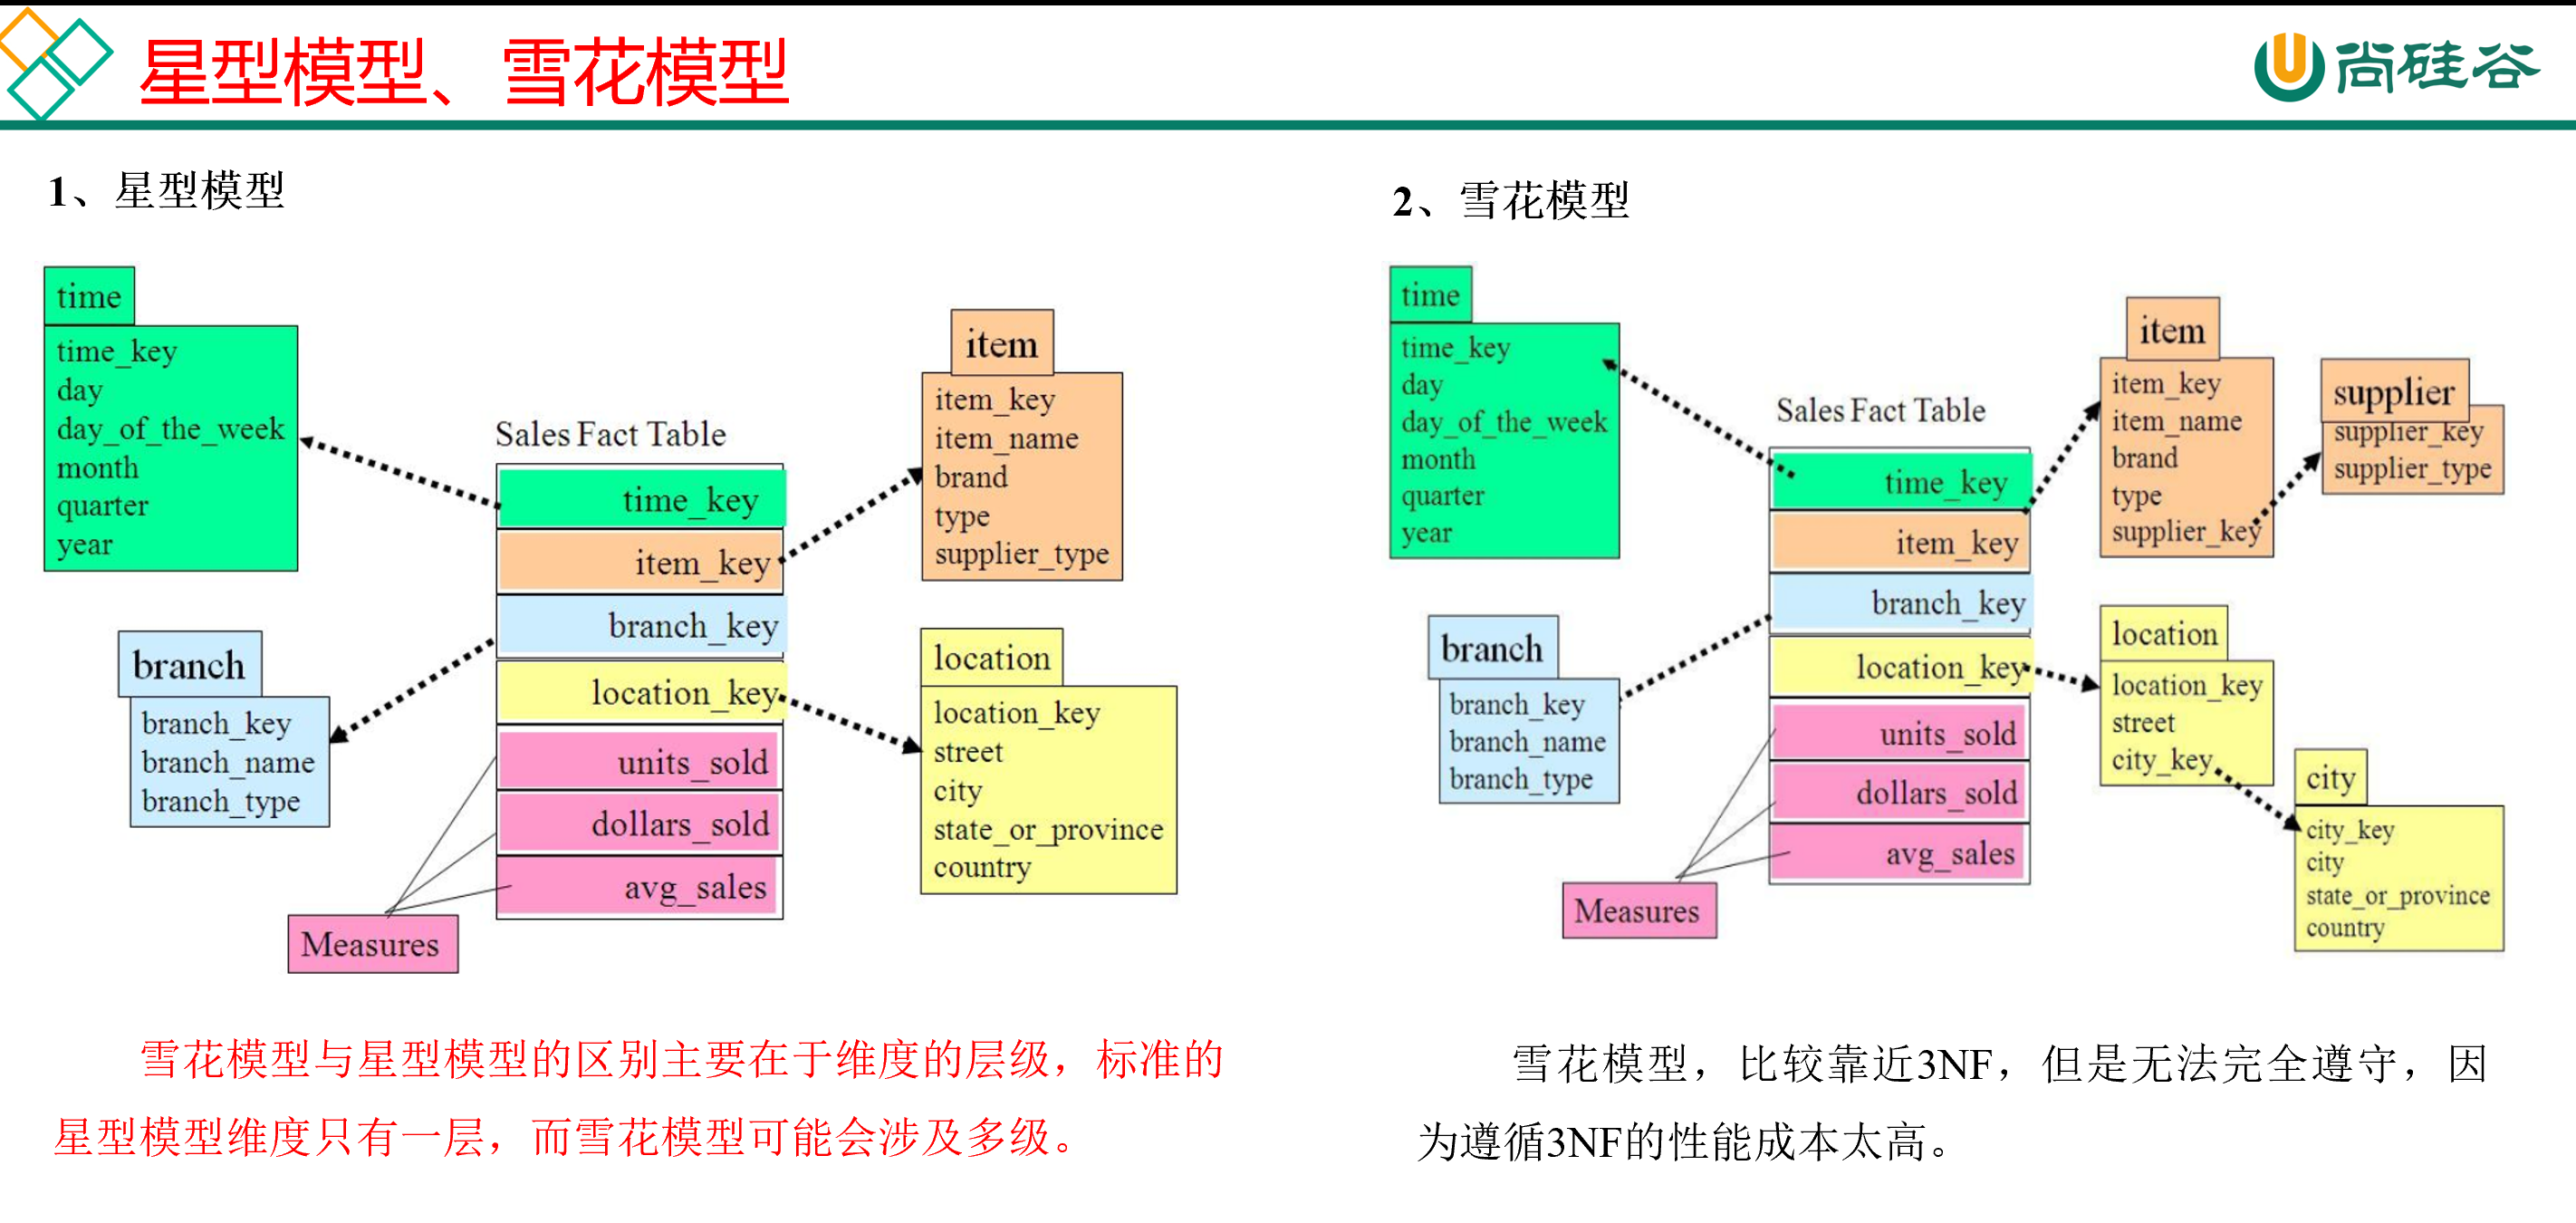 星型模型、雪花模型
尚硅谷
1、星型模型
time
time_key
day
day_of_the_week
month
quarter
year
branch
branch_key
branch_name
branch_type
Sales Fact Table
time_key
item_key
branch_key
location_key
units_sold
dollars_sold
avg_sales
Measures
item
item_key
item_name
brand
type
supplier_type
location
location_key
street
city
state_or_province
country
雪花模型与星型模型的区别主要在于维度的层级，标准的
星型模型维度只有一层，而雪花模型可能会涉及多级。
2、雪花模型
time
time_key
day
day_of_the_week
month
quarter
year
branch
branch_key
branch_name
branch_type
Sales Fact Table
time_key
item_key
branch_key
location_key
units_sold
dollars_sold
avg_sales
Measures
item
item_key
item_name
brand
type
supplier_key
supplier
supplier_key
supplier_type
location
location_key
street
city_key
city
city_key
city
state_or_province
country
雪花模型，比较靠近3NF，但是无法完全遵守，因
为遵循3NF的性能成本太高。